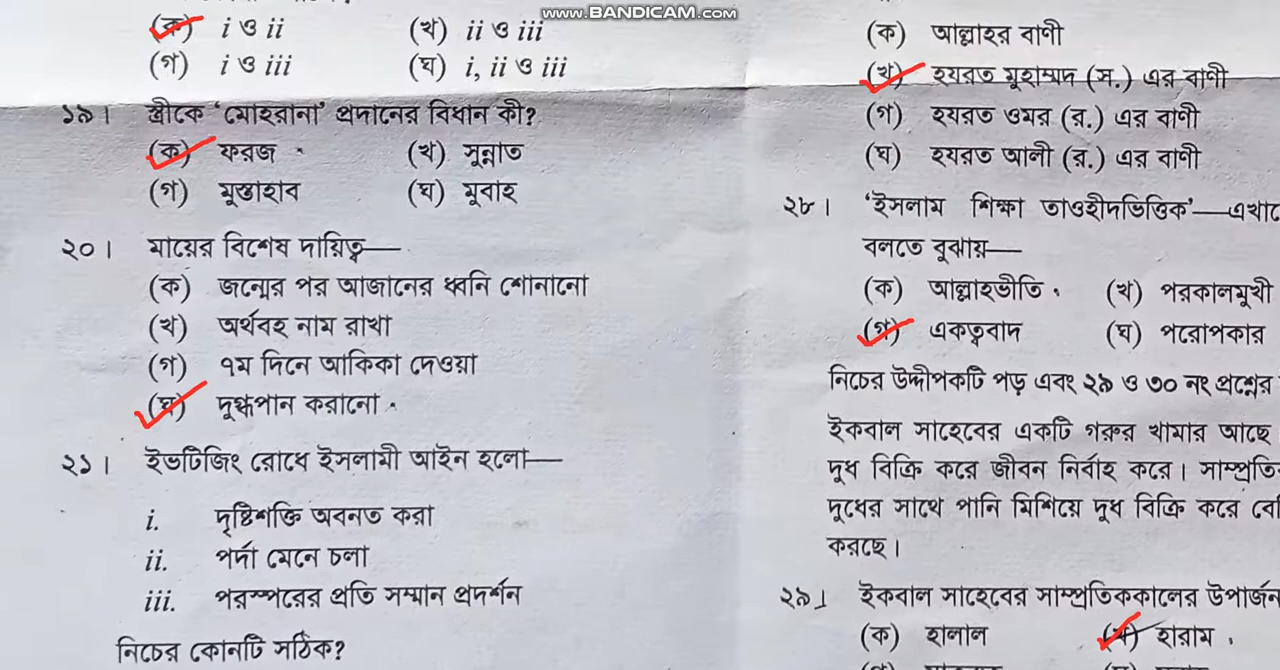 www.BANDICAM.com
(ক) i ও ii (খ) ii ও iii
(গ) i ও iii (ঘ) i, ii ও iii
১৯। স্ত্রীকে ‘মোহরানা’ প্রদানের বিধান কী?
(ক) ফরজ (খ) সুন্নাত
(গ) মুস্তাহাব (ঘ) মুবাহ
২০। মায়ের বিশেষ দায়িত্ব—
(ক) জন্মের পর আজানের ধ্বনি শোনানো
(খ) অর্থবহ নাম রাখা
(গ) ৭ম দিনে আকিকা দেওয়া
(ঘ) দুগ্ধপান করানো
২১। ইভটিজিং রোধে ইসলামী আইন হলো—
i. দৃষ্টিশক্তি অবনত করা
ii. পর্দা মেনে চলা
iii. পরস্পরের প্রতি সম্মান প্রদর্শন
নিচের কোনটি সঠিক?
(ক) আল্লাহর বাণী
(খ) হযরত মুহাম্মদ (স.) এর বাণী
(গ) হযরত ওমর (র.) এর বাণী
(ঘ) হযরত আলী (র.) এর বাণী
২৮। ‘ইসলাম শিক্ষা তাওহীদভিত্তিক’—এখানে
বলতে বুঝায়—
(ক) আল্লাহভীতি (খ) পরকালমুখী
(গ) একত্ববাদ (ঘ) পরোপকার
নিচের উদ্দীপকটি পড় এবং ২৯ ও ৩০ নং প্রশ্নের
ইকবাল সাহেবের একটি গরুর খামার আছে
দুধ বিক্রি করে জীবন নির্বাহ করে। সাম্প্রতি
দুধের সাথে পানি মিশিয়ে দুধ বিক্রি করে বে
করছে।
২৯। ইকবাল সাহেবের সাম্প্রতিককালের উপার্জন
(ক) হালাল (খ) হারাম